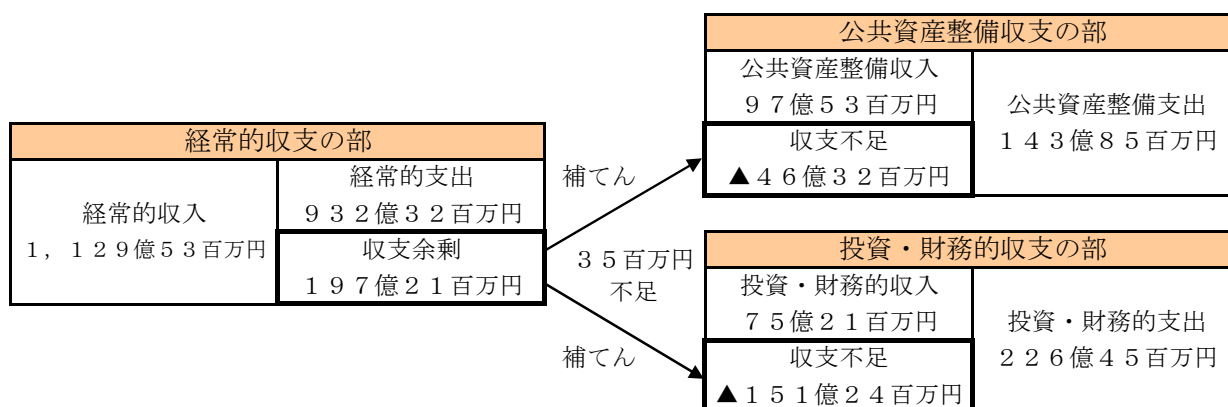 経常的収支の部
経常的収入
１，１２９億５３百万円
経常的支出
９３２億３２百万円
収支余剰
１９７億２１百万円
補てん
３５百万円
不足
補てん
公共資産整備収支の部
公共資産整備収入
９７億５３百万円
収支不足
▲４６億３２百万円
公共資産整備支出
１４３億８５百万円
投資・財務的収支の部
投資・財務的収入
７５億２１百万円
収支不足
▲１５１億２４百万円
投資・財務的支出
２２６億４５百万円